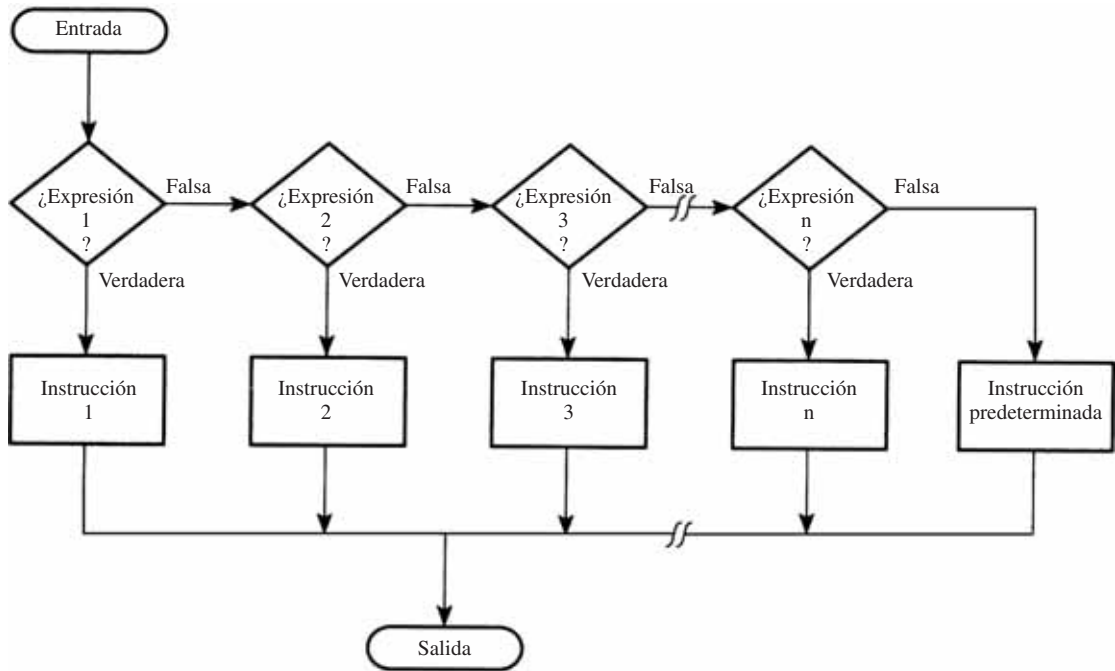 Entrada
¿Expresión
1
?
Falsa
Verdadera
¿Expresión
2
?
Falsa
Verdadera
¿Expresión
3
?
Falsa
Verdadera
¿Expresión
n
?
Falsa
Verdadera
Instrucción
1
Instrucción
2
Instrucción
3
Instrucción
n
Instrucción
predeterminada
Salida